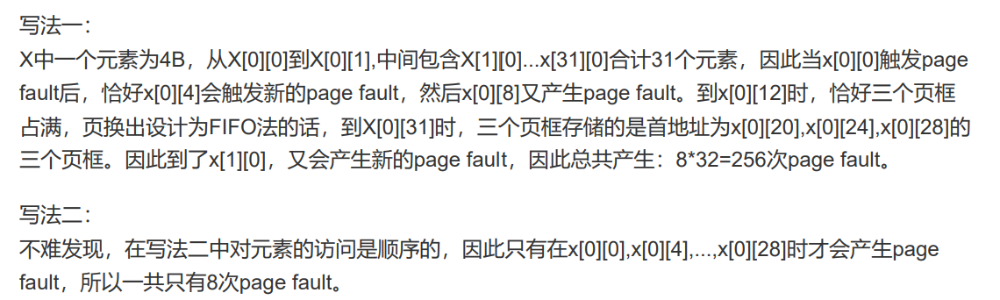 写法一：
X中一个元素为4B，从X[0][0]到X[0][1],中间包含X[1][0]...x[31][0]合计31个元素，因此当x[0][0]触发page
fault后，恰好x[0][4]会触发新的page fault，然后x[0][8]又产生page fault。到x[0][12]时，恰好三个页框
占满，页换出设计为FIFO法的话，到X[0][31]时，三个页框存储的是首地址为x[0][20],x[0][24],x[0][28]的
三个页框。因此到了x[1][0]，又会产生新的page fault，因此总共产生：8*32=256次page fault。
写法二：
不难发现，在写法二中对元素的访问是顺序的，因此只有在x[0][0],x[0][4],...,x[0][28]时才会产生page
fault，所以一共只有8次page fault。